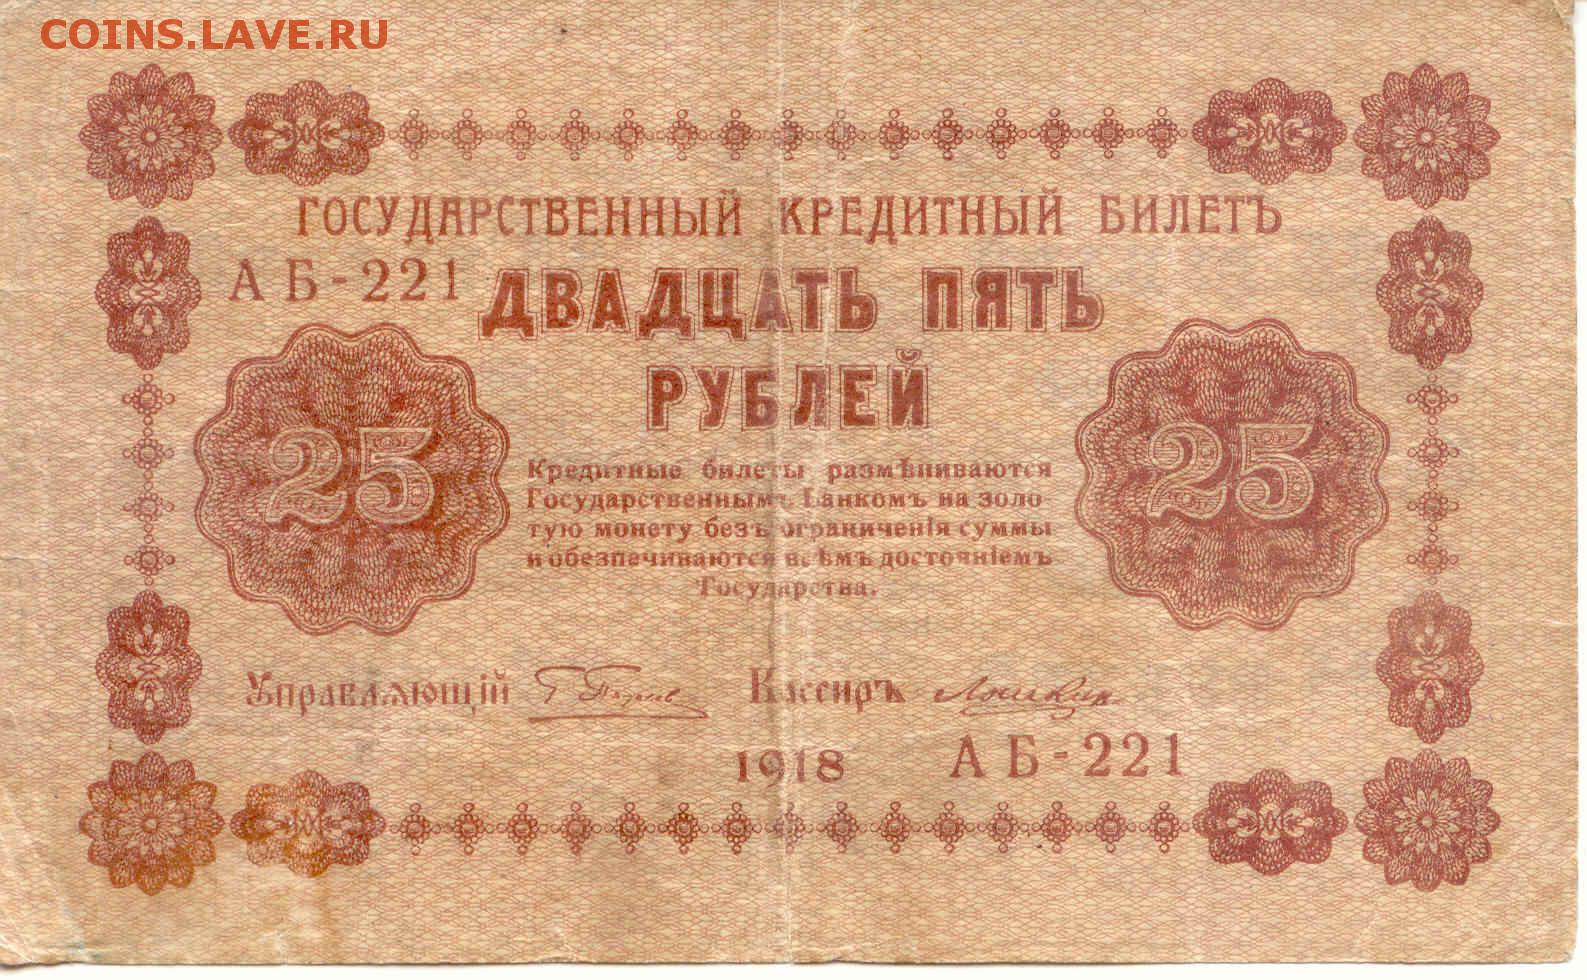 COINS.LAVE.RU
ГОСУДАРСТВЕННЫЙ КРЕДИТНЫЙ БИЛЕТЪ
АБ-221
ДВАДЦАТЬ ПЯТЬ
РУБЛЕЙ
25
25
Кредитные билеты размѣниваются
Государственнымъ Банкомъ на золо-
тую монету безъ ограниченія суммы
и обезпечиваются всѣмъ достояніемъ
Государства.
Управляющій Кассиръ
1918 АБ-221